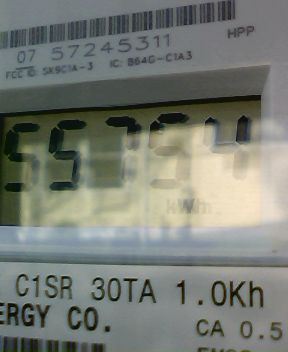 07 57245311
HPP
FCC ID: SK9C1A-3 IC: 864G-C1A3
55754
kWh
C1SR 30TA 1.0Kh
ERGY CO.
CA 0.5